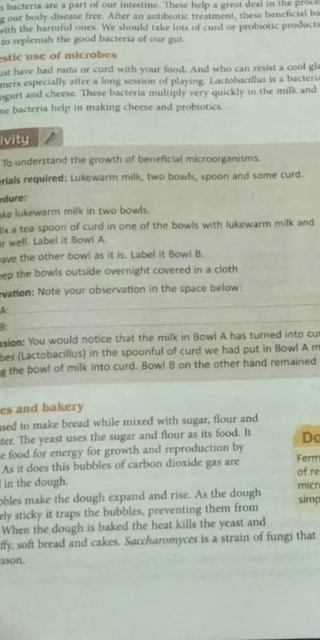 bacteria are a part of our intestine. These help a great deal in the proce
g our body disease free. After an antibiotic treatment, these beneficial ba
with the harmful ones. We should take lots of curd or probiotic products
to replenish the good bacteria of our gut.
estic use of microbes
ust have had raita or curd with your food. And who can resist a cool gla
mers especially after a long session of playing. Lactobacillus is a bacteri
ogurt and cheese. These bacteria multiply very quickly in the milk and
se bacteria help in making cheese and probiotics.
ivity
To understand the growth of beneficial microorganisms.
erials required: Lukewarm milk, two bowls, spoon and some curd.
edure:
ake lukewarm milk in two bowls.
ix a tea-spoon of curd in one of the bowls with lukewarm milk and
r well. Label it Bowl A.
ave the other bowl as it is. Label it Bowl B.
eep the bowls outside overnight covered in a cloth
rvation: Note your observation in the space below:
A:
B:
ssion: You would notice that the milk in Bowl A has turned into cur
bes (Lactobacillus) in the spoonful of curd we had put in Bowl A m
g the bowl of milk into curd. Bowl B on the other hand remained
es and bakery
used to make bread while mixed with sugar, flour and
ter. The yeast uses the sugar and flour as its food. It
e food for energy for growth and reproduction by
As it does this bubbles of carbon dioxide gas are
in the dough.
bbles make the dough expand and rise. As the dough
ely sticky it traps the bubbles, preventing them from
When the dough is baked the heat kills the yeast and
ffy, soft bread and cakes. Saccharomyces is a strain of fungi that
ason.
Do
Ferm
of re
micr
simp